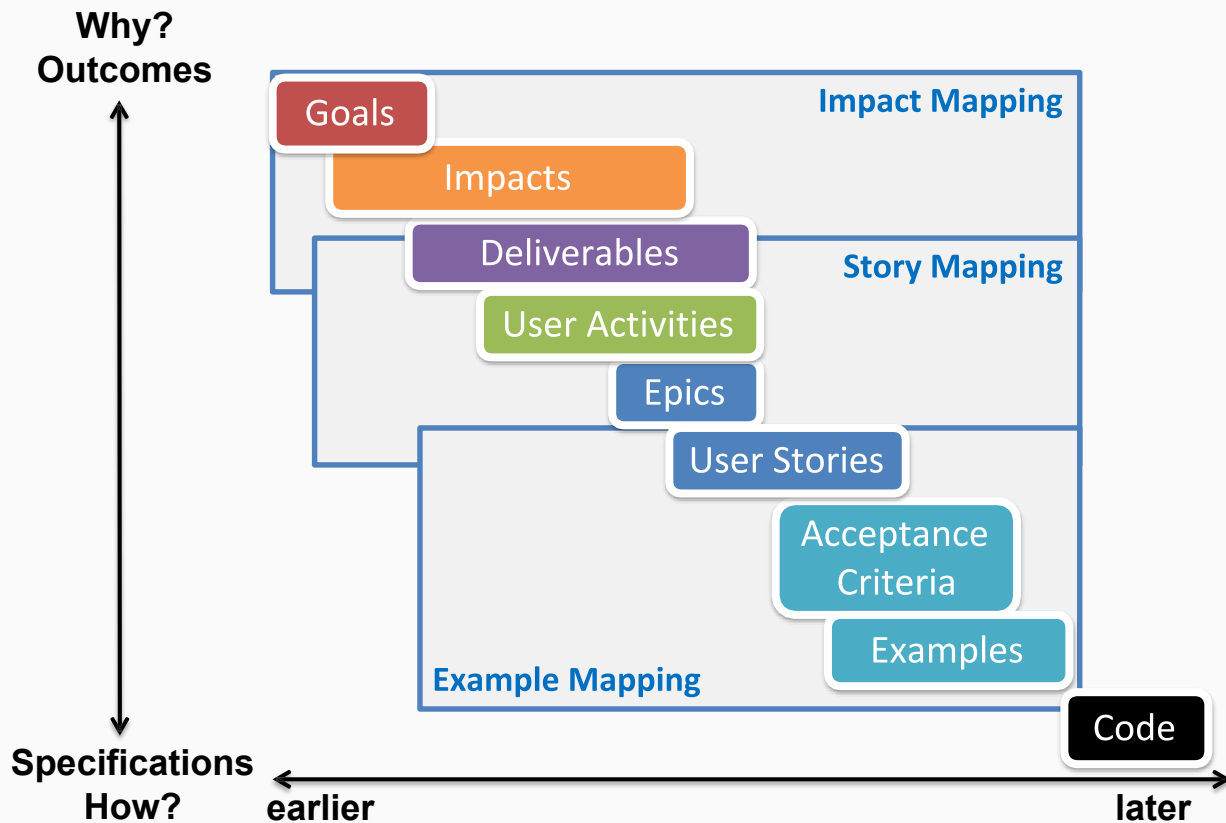 Why?
Outcomes
Goals
Impact Mapping
Impacts
Deliverables
Story Mapping
User Activities
Epics
User Stories
Acceptance
Criteria
Examples
Example Mapping
Code
Specifications
How?
earlier
later